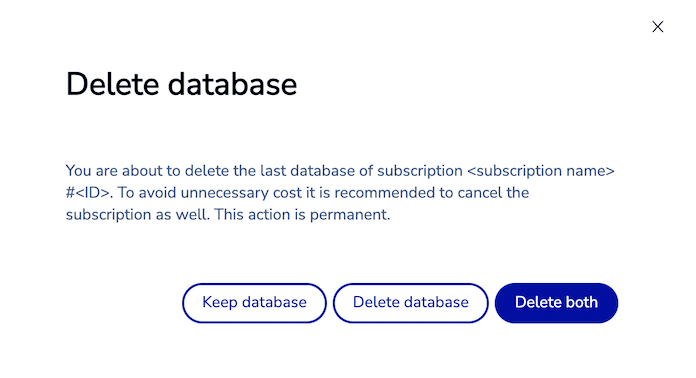 Delete database
You are about to delete the last database of subscription <subscription name>
#<ID>. To avoid unnecessary cost it is recommended to cancel the
subscription as well. This action is permanent.
Keep database
Delete database
Delete both